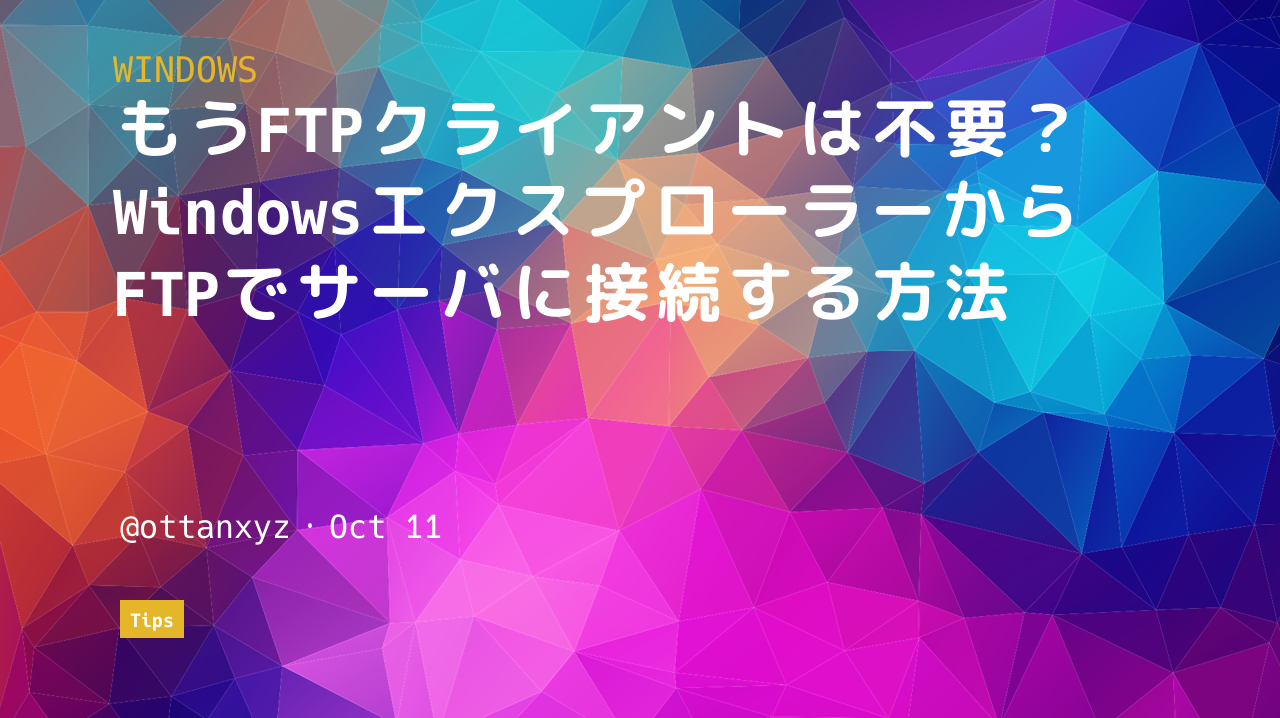 WINDOWS
もうFTPクライアントは不要？
Windowsエクスプローラーから
FTPでサーバに接続する方法
@ottanxyz・Oct 11
Tips